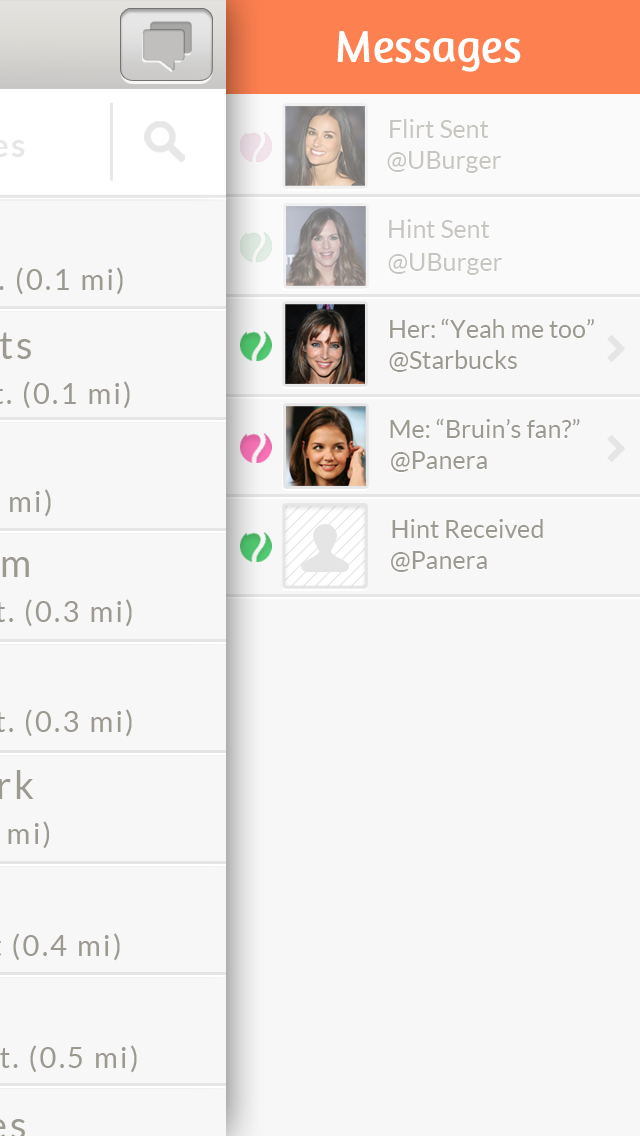 Messages
es
Flirt Sent
@UBurger
. (0.1 mi)
Hint Sent
@UBurger
ts
t. (0.1 mi)
Her: “Yeah me too”
@Starbucks
Me: “Bruin’s fan?”
@Panera
mi)
Hint Received
@Panera
m
t. (0.3 mi)
t. (0.3 mi)
rk
mi)
t (0.4 mi)
t. (0.5 mi)
es